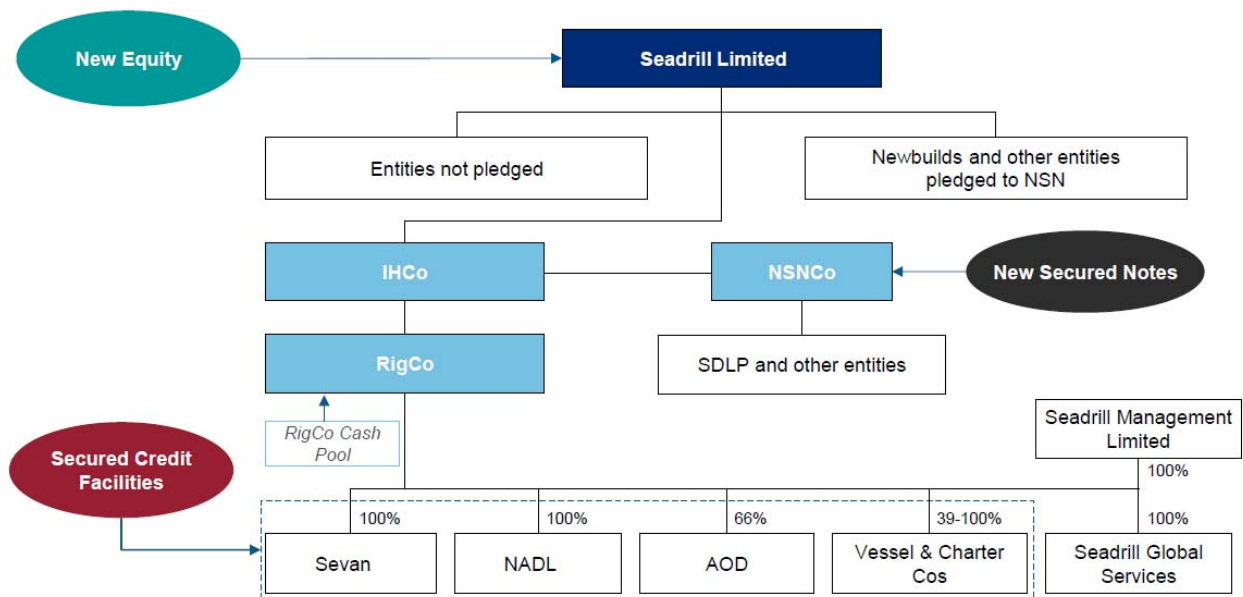 New Equity
Seadrill Limited
Entities not pledged
Newbuilds and other entities
pledged to NSN
IHCo
NSNCo
New Secured Notes
RigCo
SDLP and other entities
RigCo Cash
Pool
Seadrill Management
Limited
Secured Credit
Facilities
100%
100%
100%
66%
39-100%
100%
Sevan
NADL
AOD
Vessel & Charter
Cos
Seadrill Global
Services